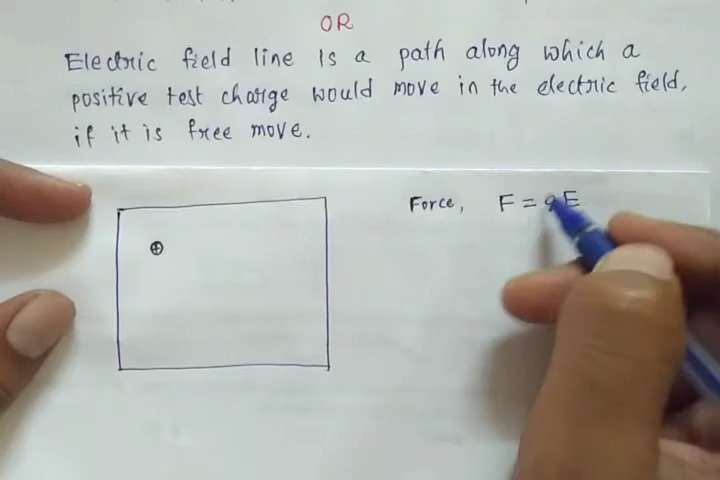 OR
Electric field line is a path along which a
positive test charge would move in the electric field,
if it is free move.
Force, F = qE